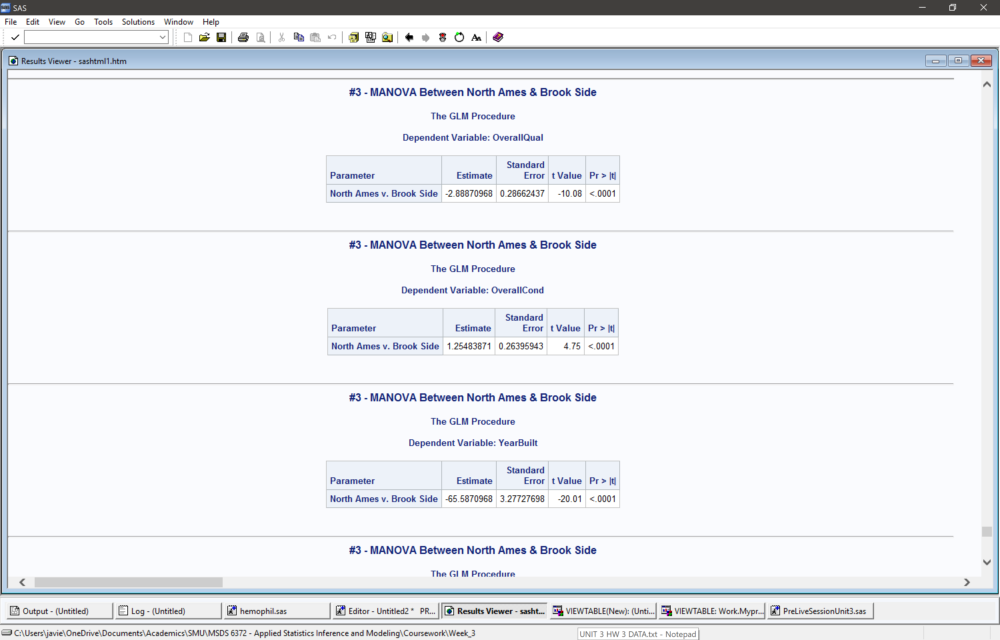 SAS
File Edit View Go Tools Solutions Window Help
Results Viewer - sashtml1.htm
#3 - MANOVA Between North Ames & Brook Side
The GLM Procedure
Dependent Variable: OverallQual
Parameter Estimate Standard Error t Value Pr > |t|
North Ames v. Brook Side -2.88870968 0.28662437 -10.08 <.0001
#3 - MANOVA Between North Ames & Brook Side
The GLM Procedure
Dependent Variable: OverallCond
Parameter Estimate Standard Error t Value Pr > |t|
North Ames v. Brook Side 1.25483871 0.26395943 4.75 <.0001
#3 - MANOVA Between North Ames & Brook Side
The GLM Procedure
Dependent Variable: YearBuilt
Parameter Estimate Standard Error t Value Pr > |t|
North Ames v. Brook Side -65.5870968 3.27727698 -20.01 <.0001
#3 - MANOVA Between North Ames & Brook Side
The GLM Procedure
Output - (Untitled) Log - (Untitled) hemophil.sas Editor - Untitled2 * PR... Results Viewer - sasht... VIEWTABLE(New): (Unti... VIEWTABLE: Work.Mypr... PreLiveSessionUnit3.sas
C:\Users\javie\OneDrive\Documents\Academics\SMU\MSDS 6372 - Applied Statistics Inference and Modeling\Coursework\Week_3
UNIT 3 HW 3 DATA.txt - Notepad